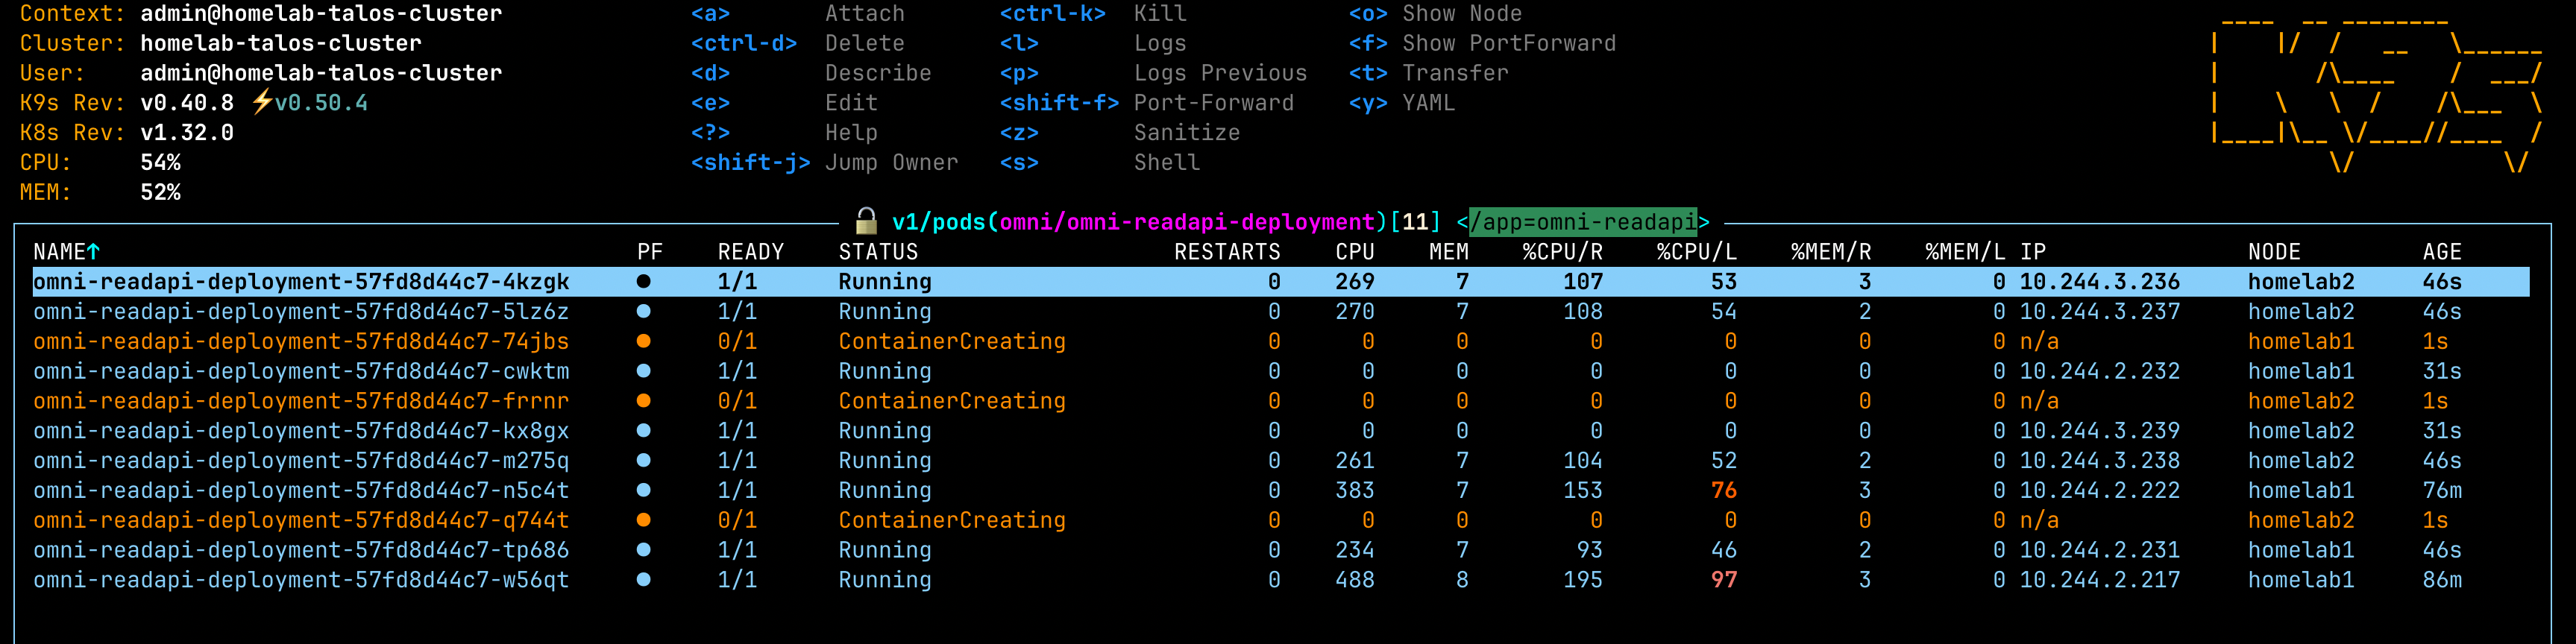 Context: admin@homelab-talos-cluster <a> Attach <ctrl-k> Kill <o> Show Node
Cluster: homelab-talos-cluster <ctrl-d> Delete <l> Logs <f> Show PortForward
User: admin@homelab-talos-cluster <d> Describe <p> Logs Previous <t> Transfer
K9s Rev: v0.40.8 ⚡v0.50.4 <e> Edit <shift-f> Port-Forward <y> YAML
K8s Rev: v1.32.0 <?> Help <z> Sanitize
CPU: 54% <shift-j> Jump Owner <s> Shell
MEM: 52%
K9s
🔒 v1/pods(omni/omni-readapi-deployment)[11] </app=omni-readapi>
NAME↑ PF READY STATUS RESTARTS CPU MEM %CPU/R %CPU/L %MEM/R %MEM/L IP NODE AGE
omni-readapi-deployment-57fd8d44c7-4kzgk ● 1/1 Running 0 269 7 107 53 3 0 10.244.3.236 homelab2 46s
omni-readapi-deployment-57fd8d44c7-5lz6z ● 1/1 Running 0 270 7 108 54 2 0 10.244.3.237 homelab2 46s
omni-readapi-deployment-57fd8d44c7-74jbs ● 0/1 ContainerCreating 0 0 0 0 0 0 0 n/a homelab1 1s
omni-readapi-deployment-57fd8d44c7-cwktm ● 1/1 Running 0 0 0 0 0 0 0 10.244.2.232 homelab1 31s
omni-readapi-deployment-57fd8d44c7-frrnr ● 0/1 ContainerCreating 0 0 0 0 0 0 0 n/a homelab2 1s
omni-readapi-deployment-57fd8d44c7-kx8gx ● 1/1 Running 0 0 0 0 0 0 0 10.244.3.239 homelab2 31s
omni-readapi-deployment-57fd8d44c7-m275q ● 1/1 Running 0 261 7 104 52 2 0 10.244.3.238 homelab2 46s
omni-readapi-deployment-57fd8d44c7-n5c4t ● 1/1 Running 0 383 7 153 76 3 0 10.244.2.222 homelab1 76m
omni-readapi-deployment-57fd8d44c7-q744t ● 0/1 ContainerCreating 0 0 0 0 0 0 0 n/a homelab2 1s
omni-readapi-deployment-57fd8d44c7-tp686 ● 1/1 Running 0 234 7 93 46 2 0 10.244.2.231 homelab1 46s
omni-readapi-deployment-57fd8d44c7-w56qt ● 1/1 Running 0 488 8 195 97 3 0 10.244.2.217 homelab1 86m